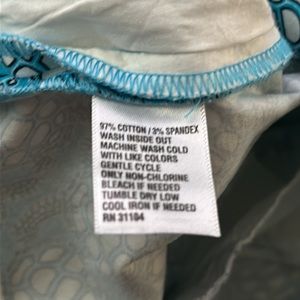 97% COTTON / 3% SPANDEX
WASH INSIDE OUT
MACHINE WASH COLD
WITH LIKE COLORS
GENTLE CYCLE
ONLY NON-CHLORINE
BLEACH IF NEEDED
TUMBLE DRY LOW
COOL IRON IF NEEDED
RN 31104